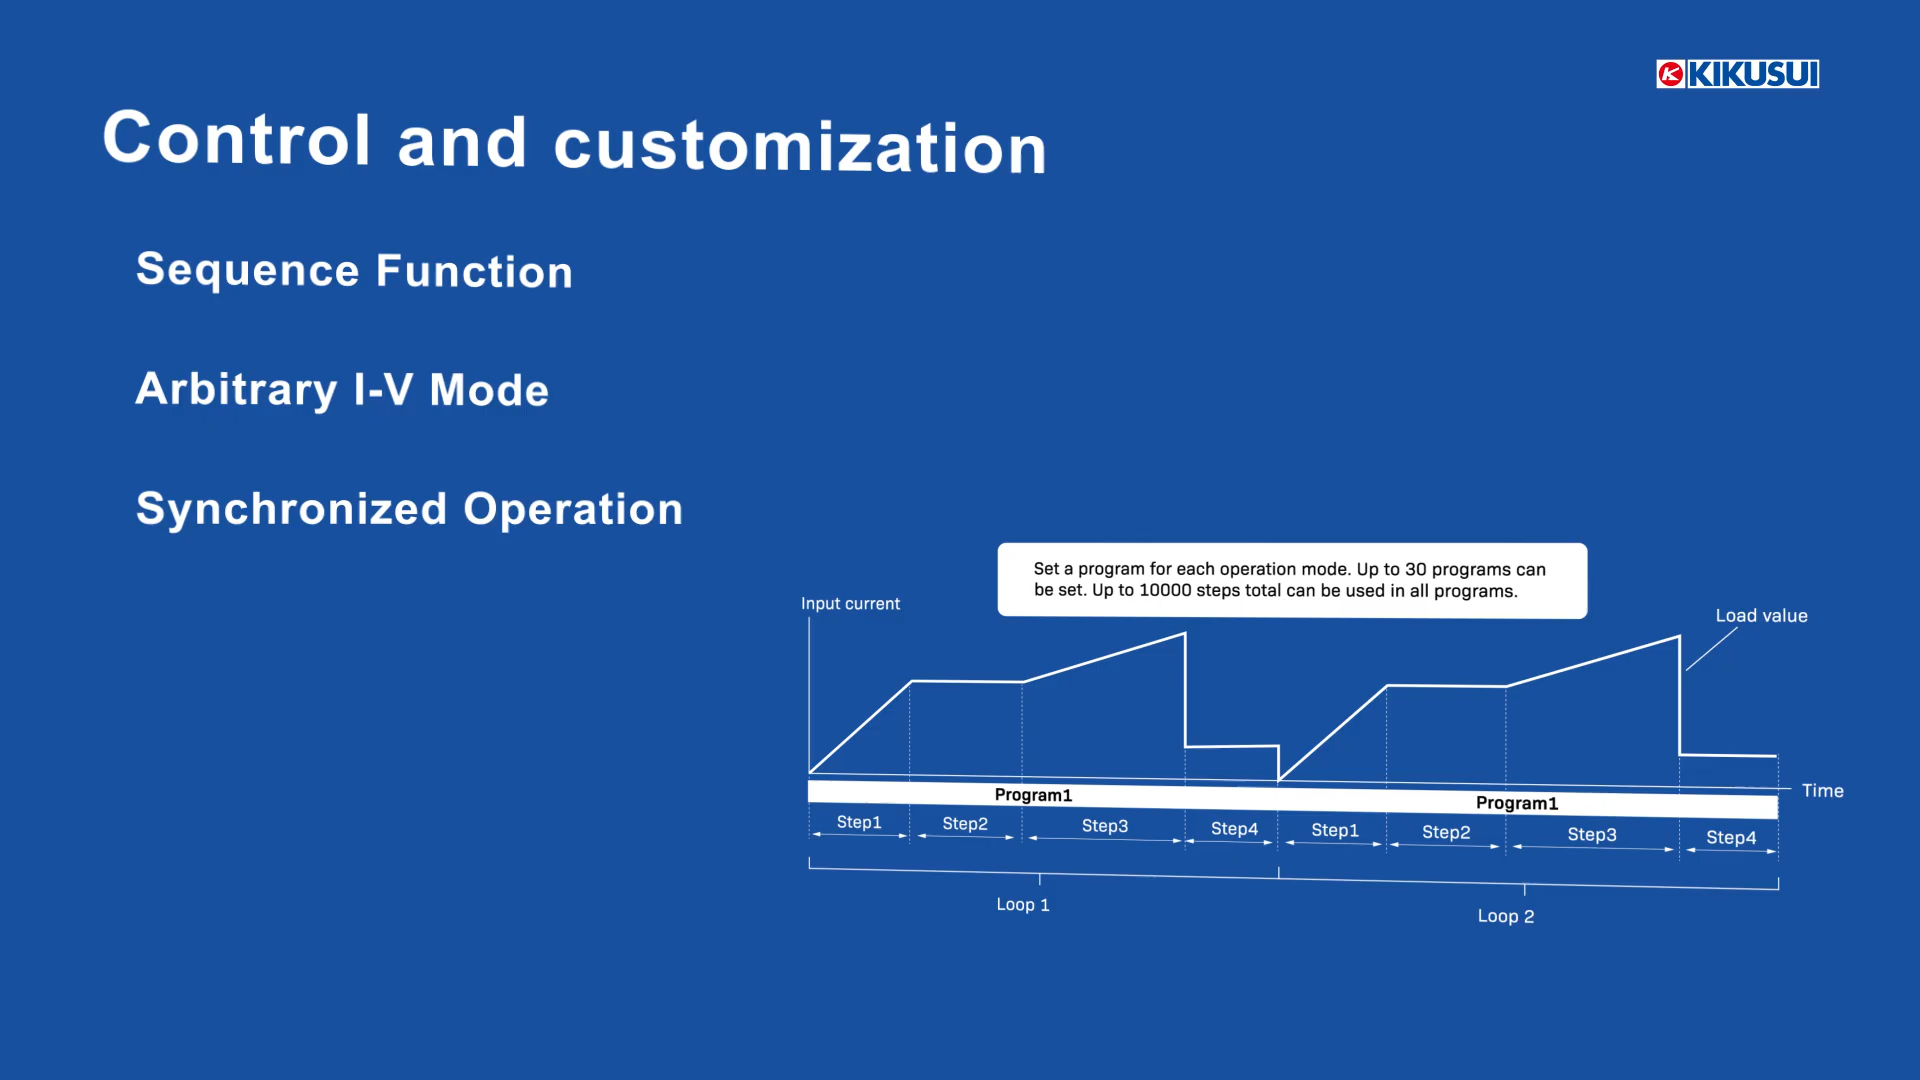 KIKUSUI
Control and customization
Sequence Function
Arbitrary I-V Mode
Synchronized Operation
Set a program for each operation mode. Up to 30 programs can
be set. Up to 10000 steps total can be used in all programs.
Input current
Load value
Time
Program1 Program1
Step1 Step2 Step3 Step4 Step1 Step2 Step3 Step4
Loop 1 Loop 2